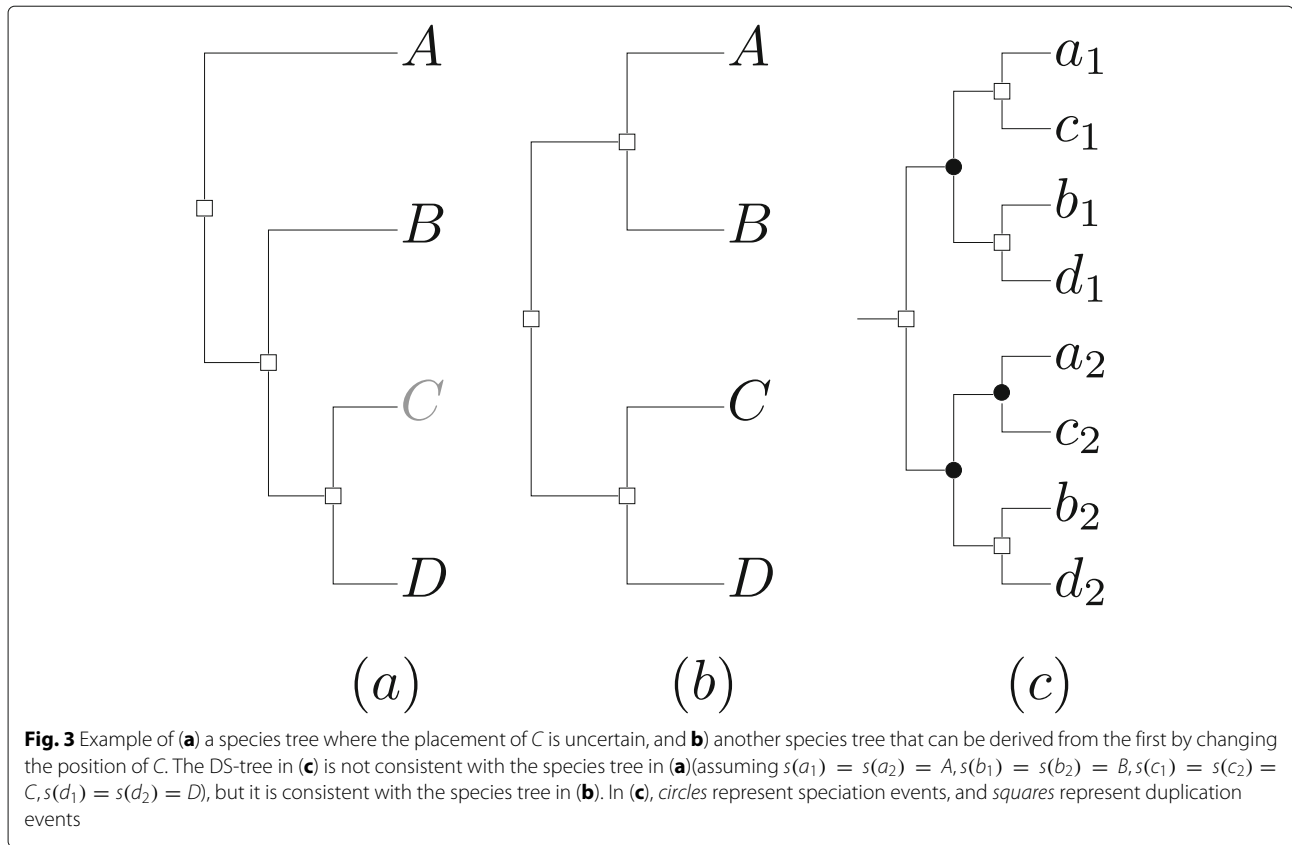 A
B
C
D
(a)
A
B
C
D
(b)
a₁
c₁
b₁
d₁
a₂
c₂
b₂
d₂
(c)
Fig. 3 Example of (a) a species tree where the placement of C is uncertain, and b) another species tree that can be derived from the first by changing
the position of C. The DS-tree in (c) is not consistent with the species tree in (a)(assuming s(a₁) = s(a₂) = A, s(b₁) = s(b₂) = B, s(c₁) = s(c₂) =
C, s(d₁) = s(d₂) = D), but it is consistent with the species tree in (b). In (c), circles represent speciation events, and squares represent duplication
events